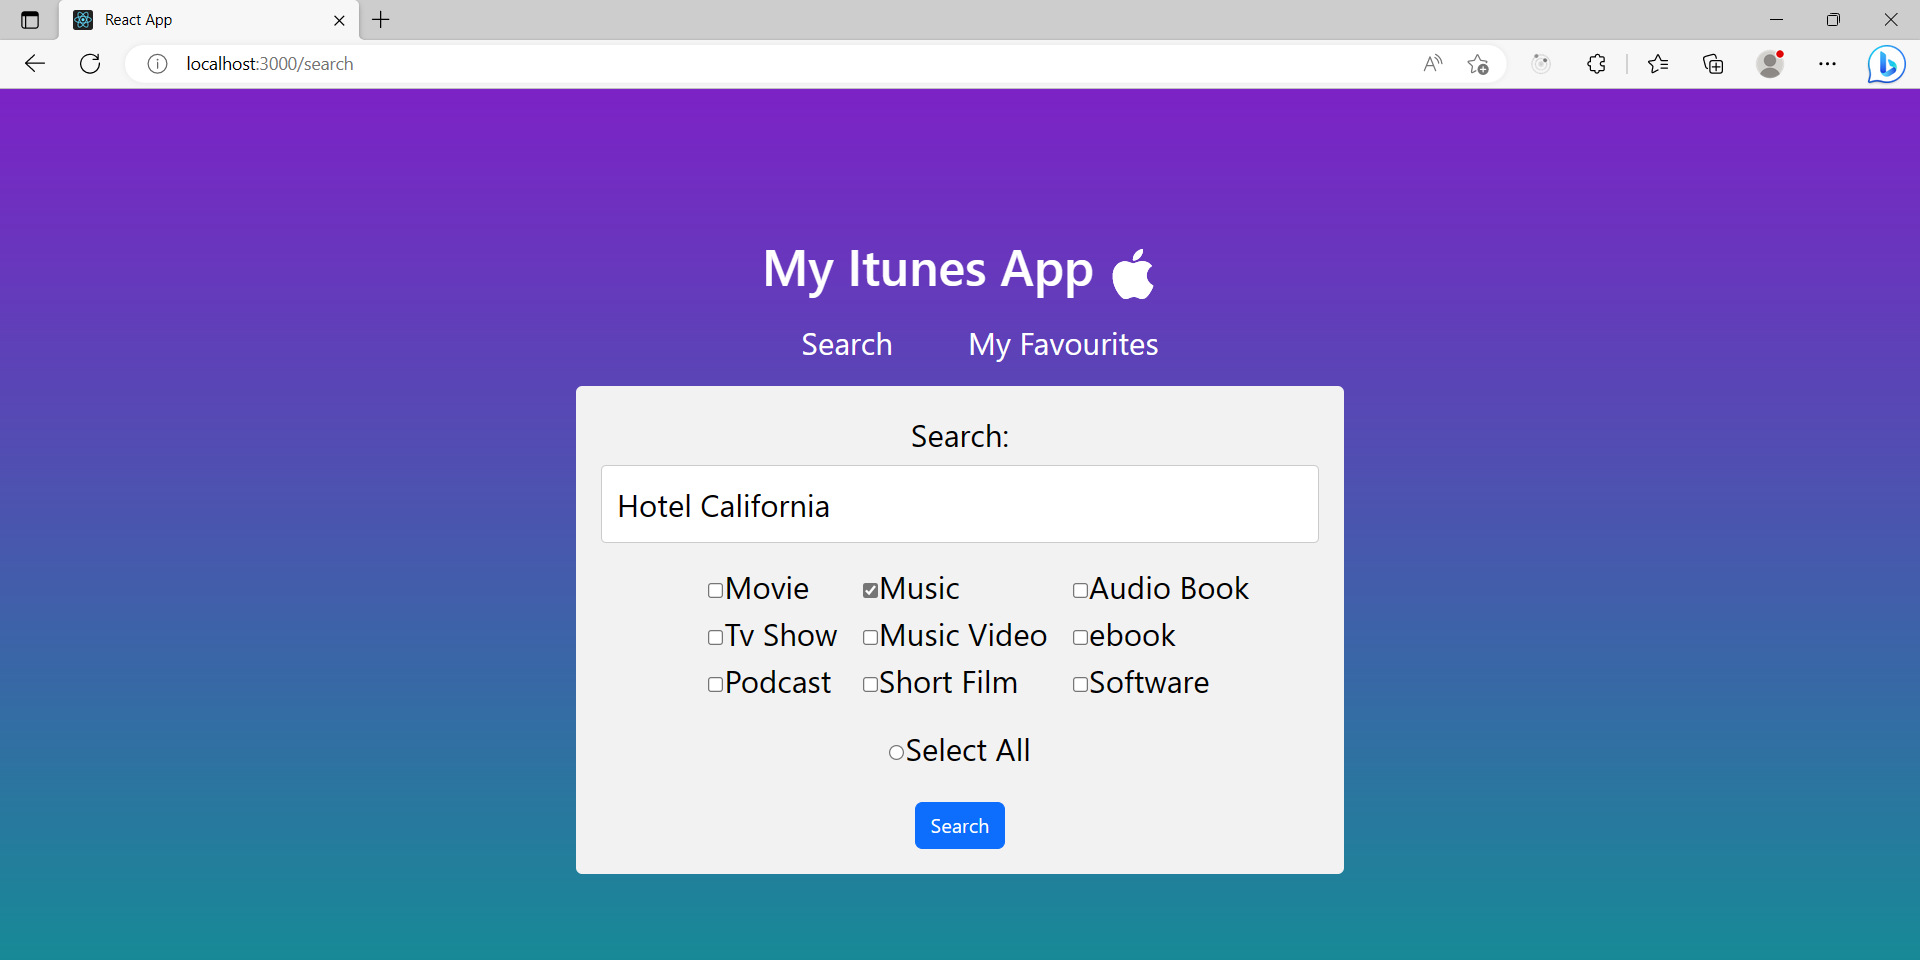 React App
localhost:3000/search
My Itunes App
Search My Favourites
Search:
Hotel California
Movie Music Audio Book
Tv Show Music Video ebook
Podcast Short Film Software
Select All
Search